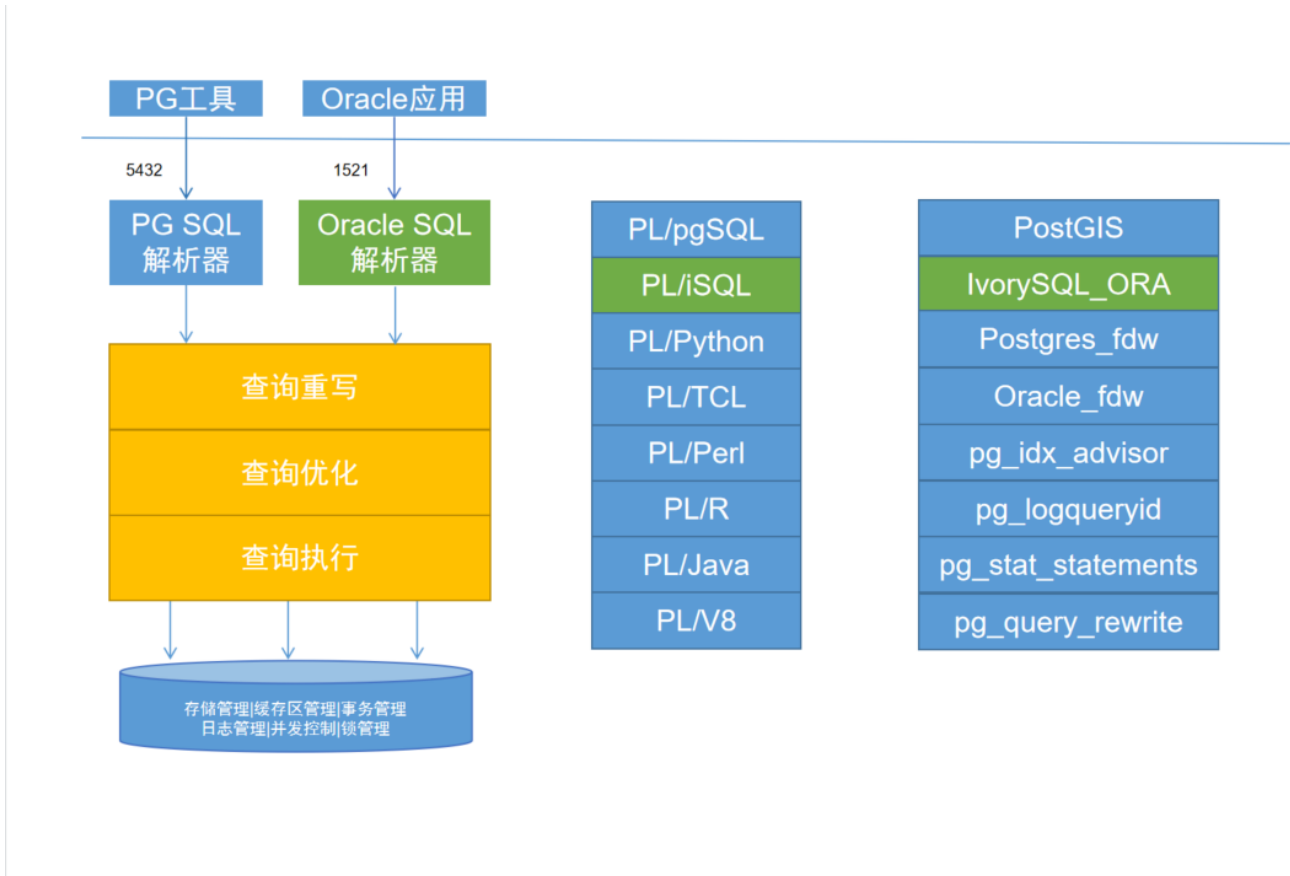 PG工具
Oracle应用
5432
1521
PG SQL
解析器
Oracle SQL
解析器
查询重写
查询优化
查询执行
存储管理|缓存区管理|事务管理
日志管理|并发控制|锁管理
PL/pgSQL
PL/iSQL
PL/Python
PL/TCL
PL/Perl
PL/R
PL/Java
PL/V8
PostGIS
IvorySQL_ORA
Postgres_fdw
Oracle_fdw
pg_idx_advisor
pg_logqueryid
pg_stat_statements
pg_query_rewrite